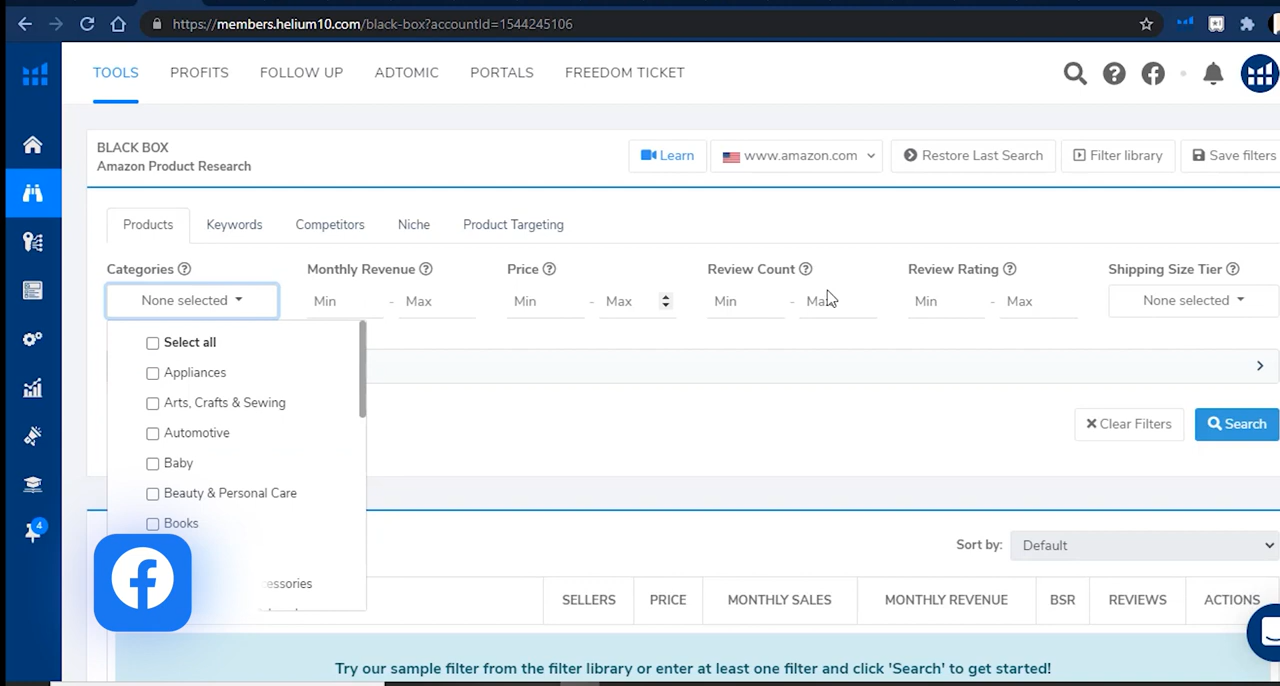 https://members.helium10.com/black-box?accountId=1544245106
TOOLS PROFITS FOLLOW UP ADTOMIC PORTALS FREEDOM TICKET
BLACK BOX
Amazon Product Research
Learn www.amazon.com Restore Last Search Filter library Save filters
Products Keywords Competitors Niche Product Targeting
Categories Monthly Revenue Price Review Count Review Rating Shipping Size Tier
None selected Min - Max Min - Max Min - Max Min - Max None selected
Select all
Appliances
Arts, Crafts & Sewing
Automotive
Clear Filters Search
Baby
Beauty & Personal Care
Books
Sort by: Default
essories
SELLERS PRICE MONTHLY SALES MONTHLY REVENUE BSR REVIEWS ACTIONS
4
Try our sample filter from the filter library or enter at least one filter and click 'Search' to get started!